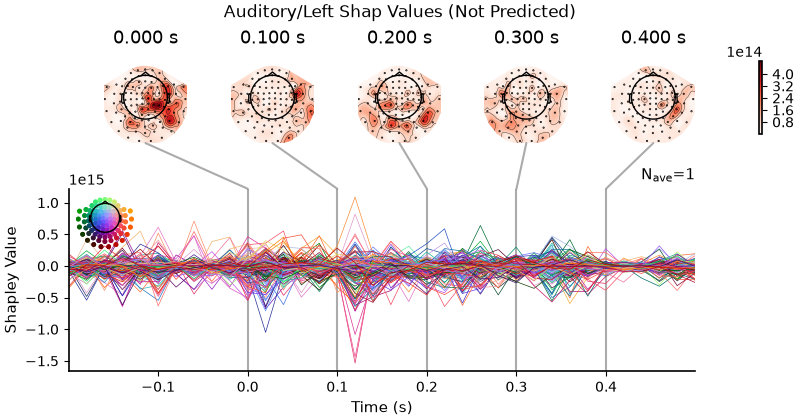 Auditory/Left Shap Values (Not Predicted)
0.000 s 0.100 s 0.200 s 0.300 s 0.400 s
1e14
4.0
3.2
2.4
1.6
0.8
Nave=1
1e15
1.0
0.5
0.0
−0.5
−1.0
−1.5
Shapley Value
−0.1 0.0 0.1 0.2 0.3 0.4
Time (s)